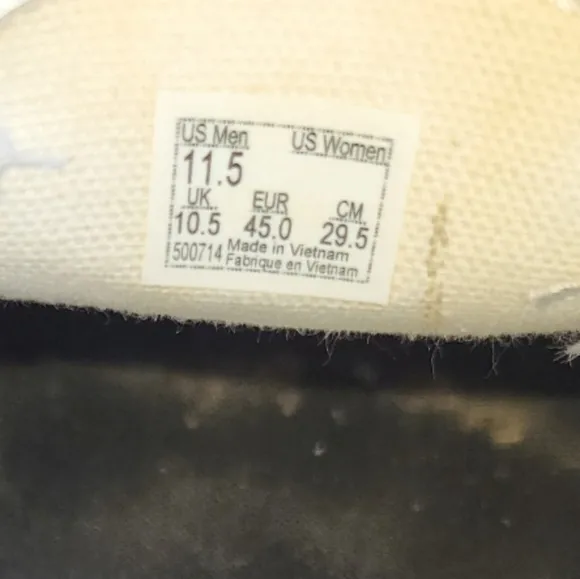 US Men US Women
11.5
UK EUR CM
10.5 45.0 29.5
500714 Made in Vietnam
Fabrique en Vietnam